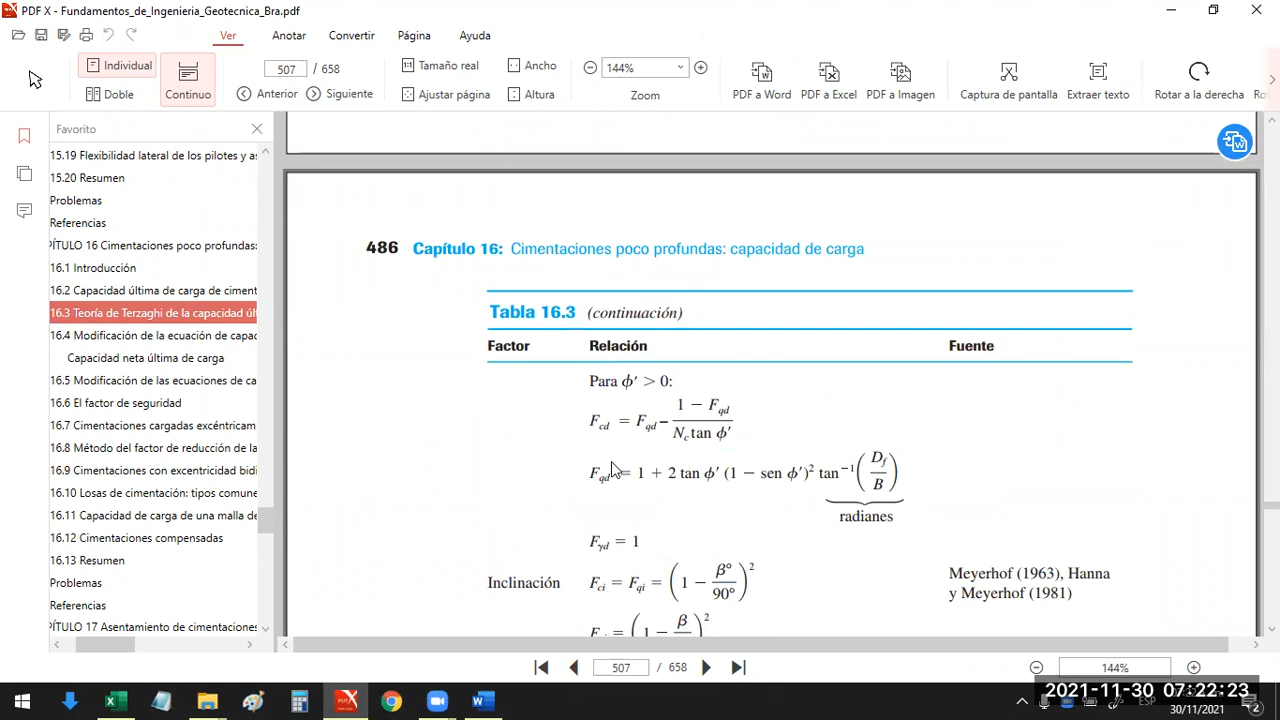 PDF X - Fundamentos_de_Ingenieria_Geotecnica_Bra.pdf
Ver Anotar Convertir Página Ayuda
Individual 507 / 658 Tamaño real Ancho 144%
Doble Continuo Anterior Siguiente Ajustar página Altura Zoom PDF a Word PDF a Excel PDF a Imagen Captura de pantalla Extraer texto Rotar a la derecha
Favorito
15.19 Flexibilidad lateral de los pilotes y as
15.20 Resumen
Problemas
Referencias
PÍTULO 16 Cimentaciones poco profundas:
16.1 Introducción
16.2 Capacidad última de carga de ciment
16.3 Teoría de Terzaghi de la capacidad úl
16.4 Modificación de la ecuación de capac
Capacidad neta última de carga
16.5 Modificación de las ecuaciones de ca
16.6 El factor de seguridad
16.7 Cimentaciones cargadas excéntricam
16.8 Método del factor de reducción de la
16.9 Cimentaciones con excentricidad bidi
16.10 Losas de cimentación: tipos comune
16.11 Capacidad de carga de una malla de
16.12 Cimentaciones compensadas
16.13 Resumen
Problemas
Referencias
PÍTULO 17 Asentamiento de cimentaciones
486 Capítulo 16: Cimentaciones poco profundas: capacidad de carga
Tabla 16.3 (continuación)
Factor Relación Fuente
Para ϕ′ > 0:
F_cd = F_qd − (1 − F_qd) / (N_c tan ϕ′)
F_qd = 1 + 2 tan ϕ′ (1 − sen ϕ′)² tan⁻¹ (D_f / B)
radianes
F_γd = 1
Inclinación F_ci = F_qi = (1 − β° / 90°)² Meyerhof (1963), Hanna
y Meyerhof (1981)
507 / 658 144%
2021-11-30 07:22:23
ESP
30/11/2021
2